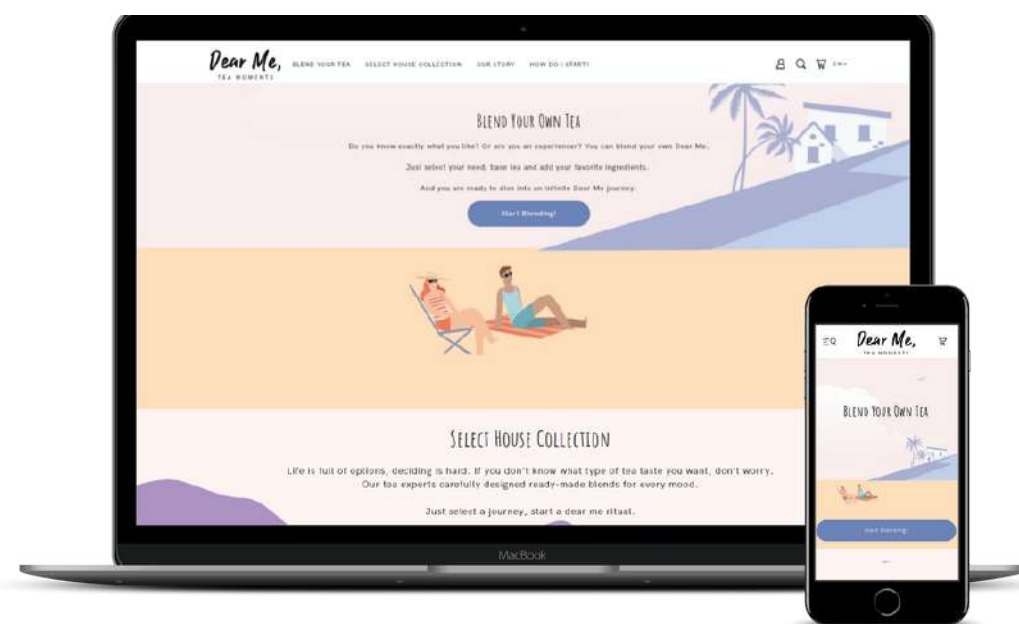 Dear Me,
TEA MOMENTS
BLEND YOUR TEA SELECT HOUSE COLLECTION OUR STORY HOW DO I START?
EN
BLEND YOUR OWN TEA
Do you know exactly what you like? Or are you an experiencer? You can blend your own Dear Me.
Just select your need, base tea and add your favorite ingredients.
And you are ready to dive into an infinite Dear Me journey.
Start Blending!
SELECT HOUSE COLLECTION
Life is full of options, deciding is hard. If you don't know what type of tea taste you want, don't worry.
Our tea experts carefully designed ready-made blends for every mood.
Just select a journey, start a dear me ritual.
MacBook
Dear Me,
TEA MOMENTS
BLEND YOUR OWN TEA
Start Blending!